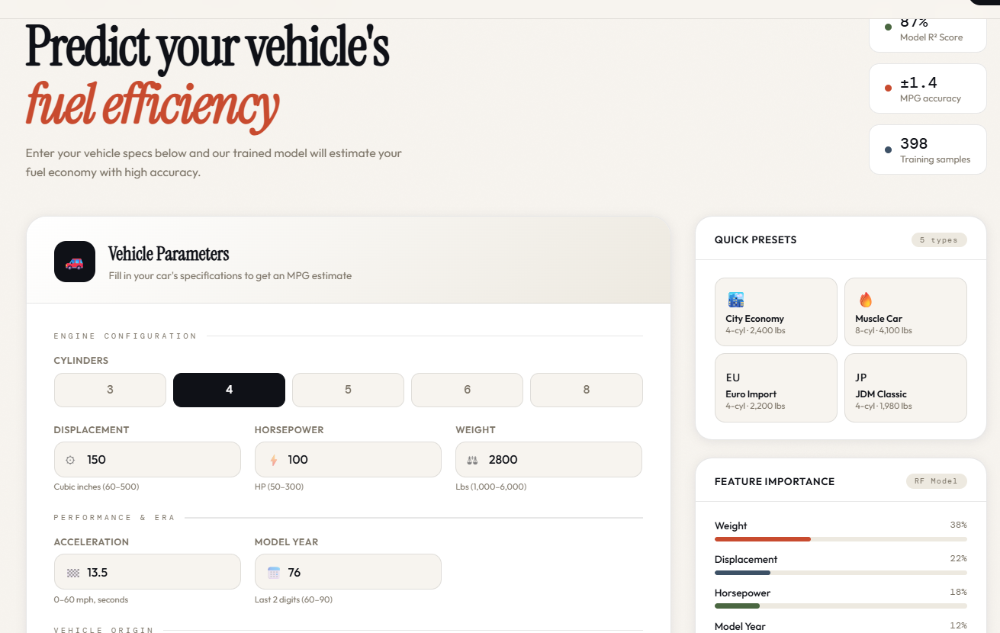 Predict your vehicle's
fuel efficiency
Enter your vehicle specs below and our trained model will estimate your
fuel economy with high accuracy.
87%
Model R² Score
±1.4
MPG accuracy
398
Training samples
Vehicle Parameters
Fill in your car's specifications to get an MPG estimate
ENGINE CONFIGURATION
CYLINDERS
3 4 5 6 8
DISPLACEMENT HORSEPOWER WEIGHT
150 100 2800
Cubic inches (60–500) HP (50–300) Lbs (1,000–6,000)
PERFORMANCE & ERA
ACCELERATION MODEL YEAR
13.5 76
0–60 mph, seconds Last 2 digits (60–90)
VEHICLE ORIGIN
QUICK PRESETS 5 types
City Economy
4-cyl · 2,400 lbs
Muscle Car
8-cyl · 4,100 lbs
EU
Euro Import
4-cyl · 2,200 lbs
JP
JDM Classic
4-cyl · 1,980 lbs
FEATURE IMPORTANCE RF Model
Weight 38%
Displacement 22%
Horsepower 18%
Model Year 12%